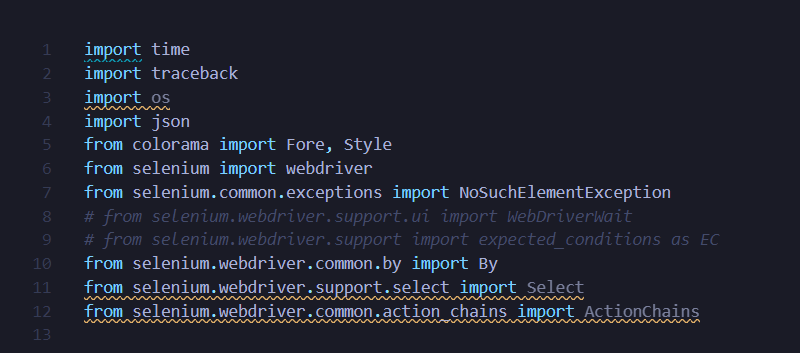 1 import time
2 import traceback
3 import os
4 import json
5 from colorama import Fore, Style
6 from selenium import webdriver
7 from selenium.common.exceptions import NoSuchElementException
8 # from selenium.webdriver.support.ui import WebDriverWait
9 # from selenium.webdriver.support import expected_conditions as EC
10 from selenium.webdriver.common.by import By
11 from selenium.webdriver.support.select import Select
12 from selenium.webdriver.common.action_chains import ActionChains
13